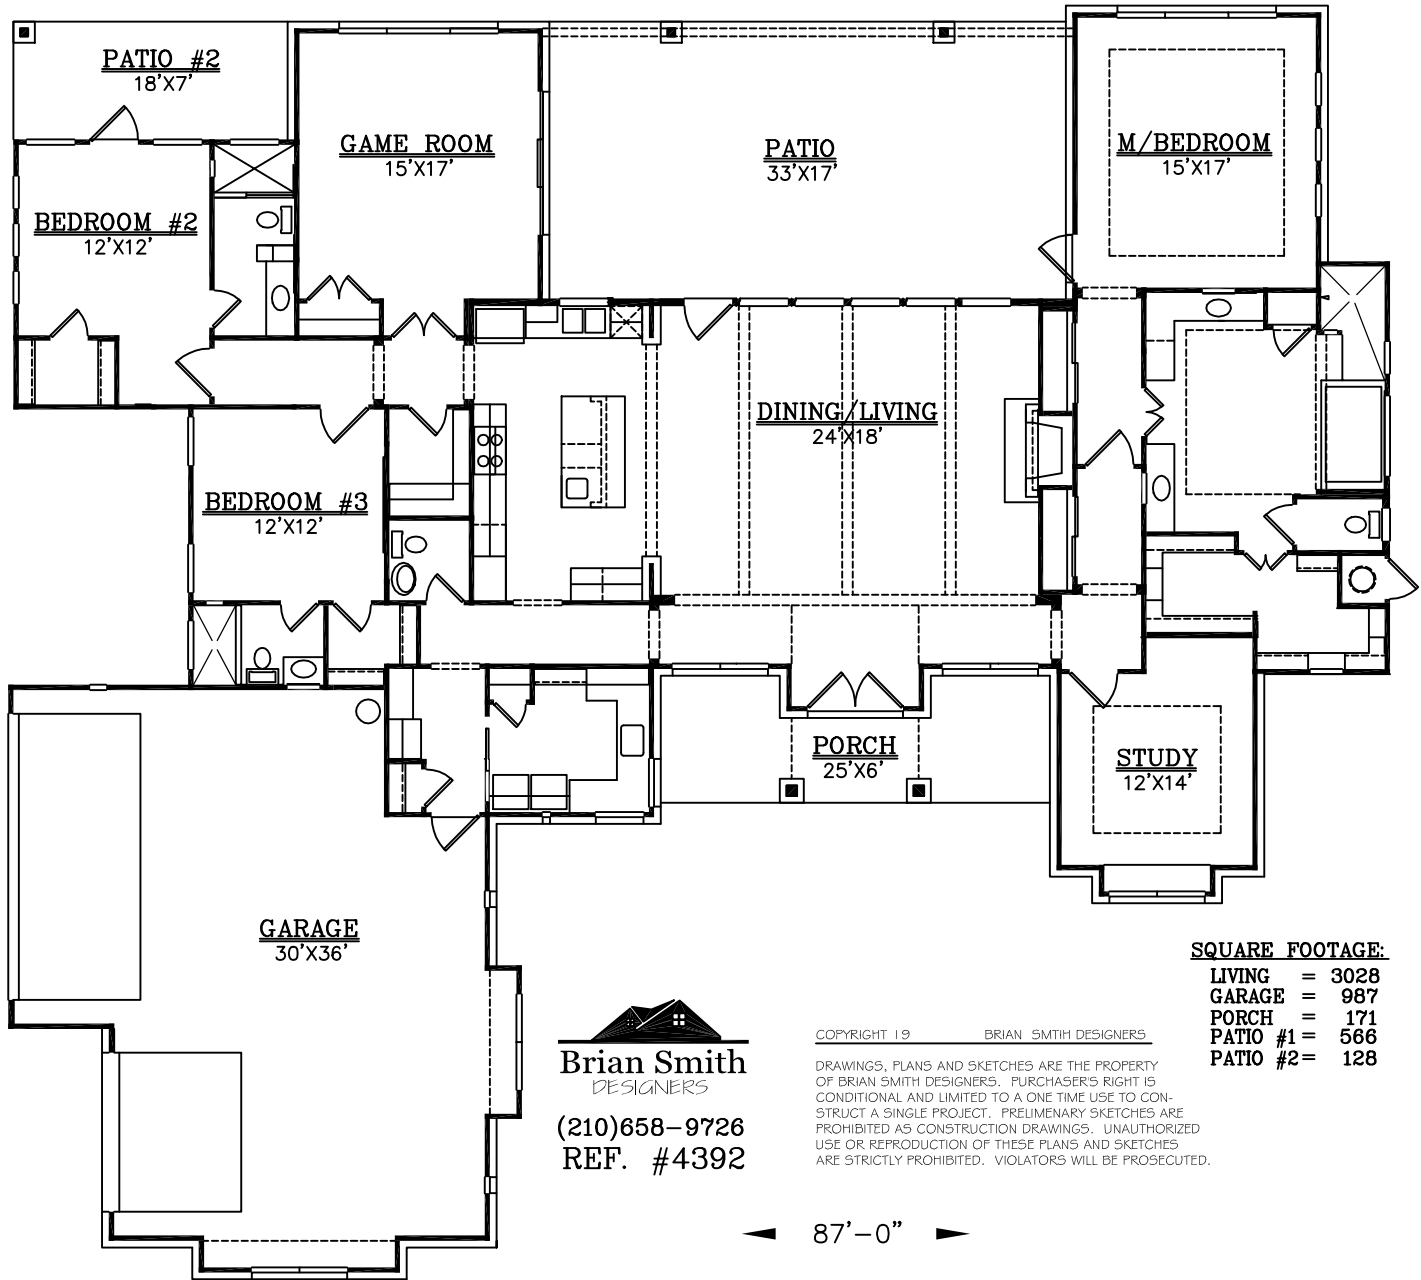 PATIO #2
18'X7'
GAME ROOM
15'X17'
PATIO
33'X17'
M/BEDROOM
15'X17'
BEDROOM #2
12'X12'
DINING/LIVING
24'X18'
BEDROOM #3
12'X12'
PORCH
25'X6'
STUDY
12'X14'
GARAGE
30'X36'
SQUARE FOOTAGE:
LIVING = 3028
GARAGE = 987
PORCH = 171
PATIO #1= 566
PATIO #2= 128
Brian Smith
DESIGNERS
(210)658-9726
REF. #4392
COPYRIGHT 19 BRIAN SMTIH DESIGNERS
DRAWINGS, PLANS AND SKETCHES ARE THE PROPERTY
OF BRIAN SMITH DESIGNERS. PURCHASER'S RIGHT IS
CONDITIONAL AND LIMITED TO A ONE TIME USE TO CON-
STRUCT A SINGLE PROJECT. PRELIMENARY SKETCHES ARE
PROHIBITED AS CONSTRUCTION DRAWINGS. UNAUTHORIZED
USE OR REPRODUCTION OF THESE PLANS AND SKETCHES
ARE STRICTLY PROHIBITED. VIOLATORS WILL BE PROSECUTED.
87'-0"